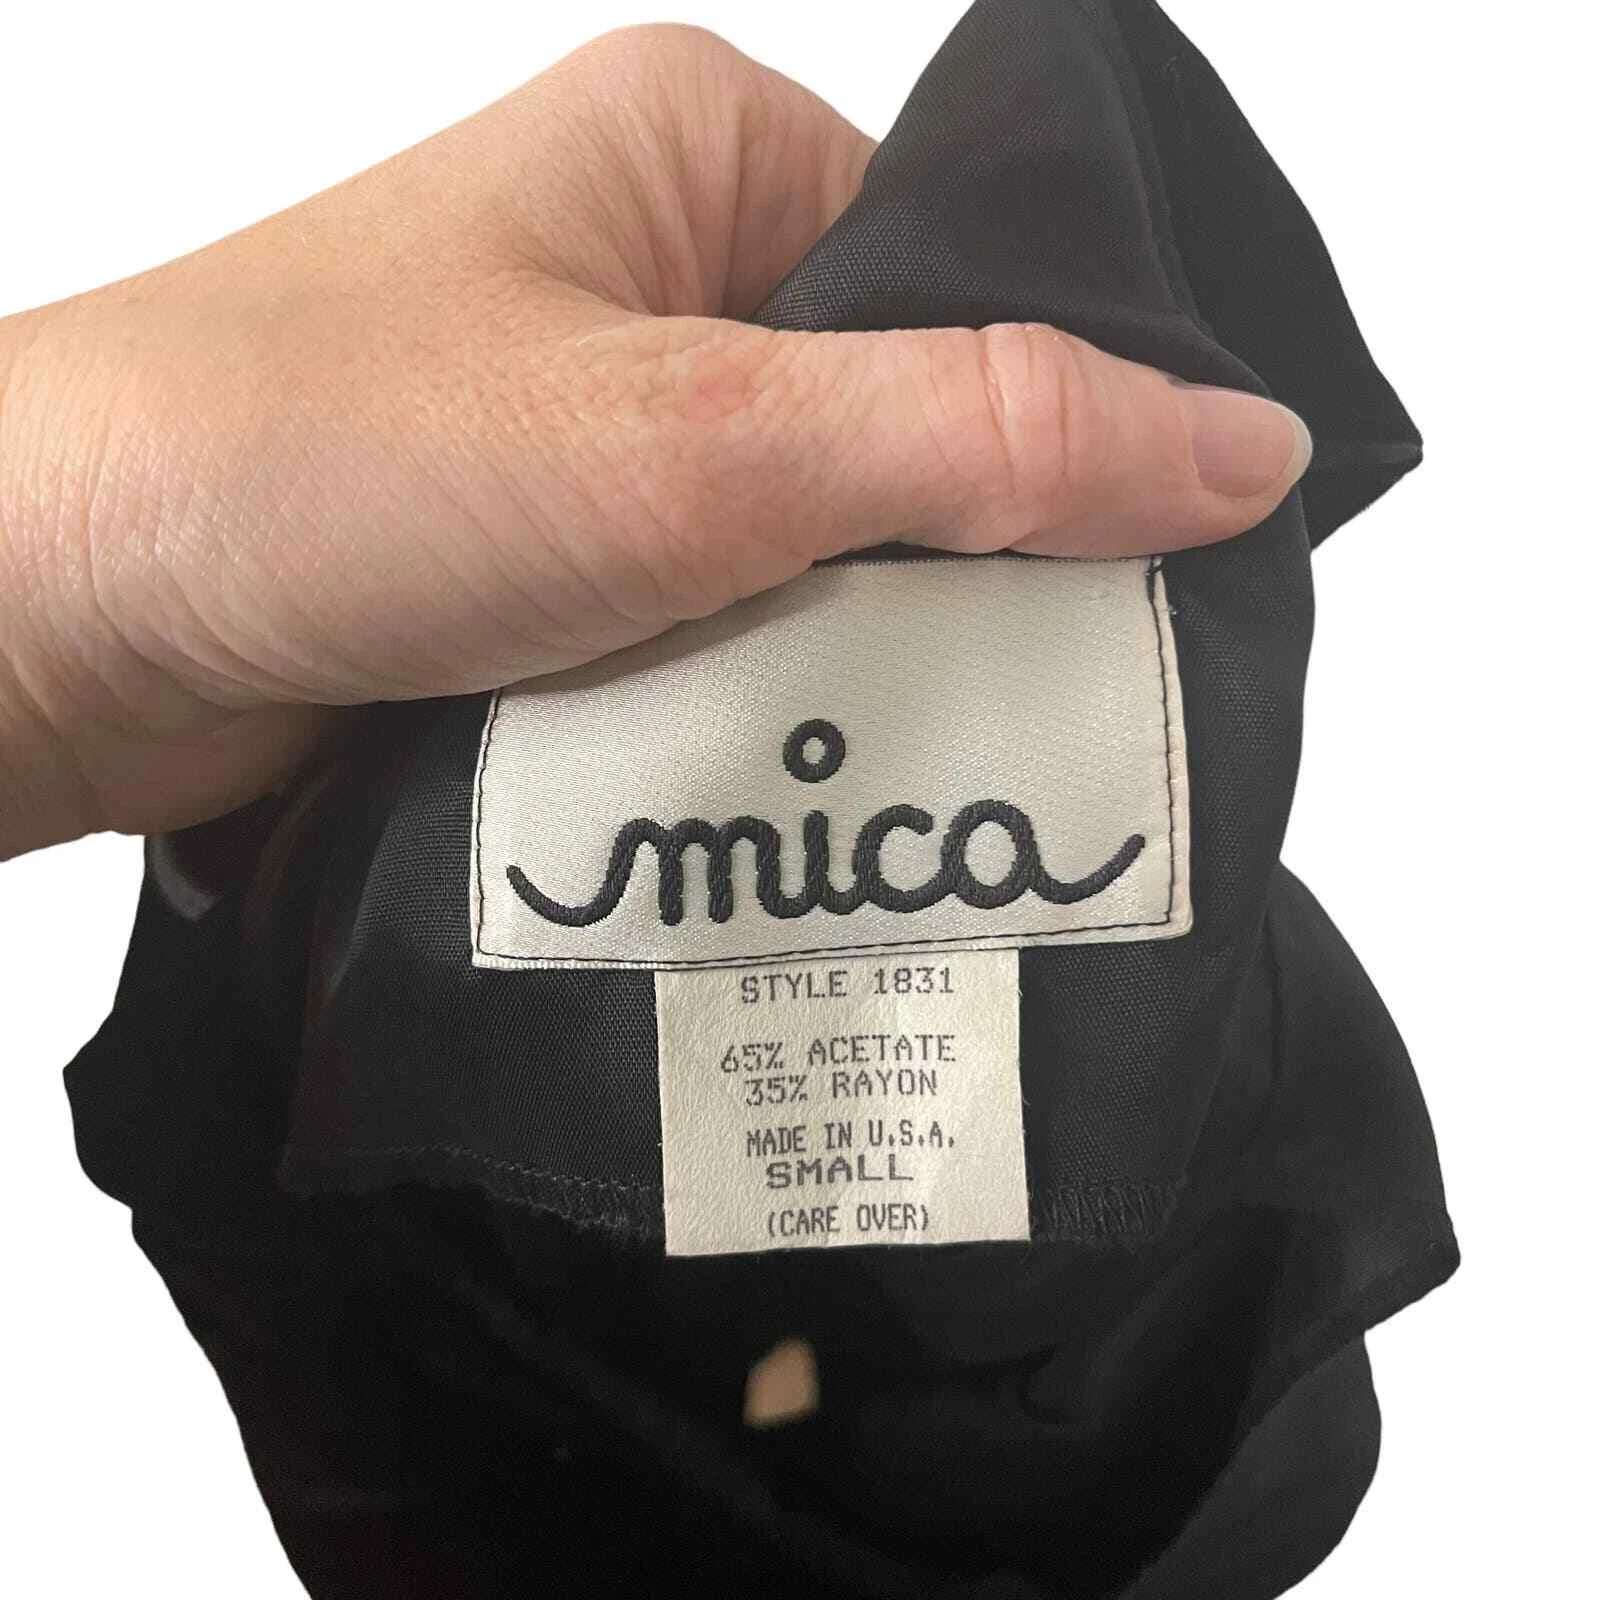 mica
STYLE 1831
65% ACETATE
35% RAYON
MADE IN U.S.A.
SMALL
(CARE OVER)